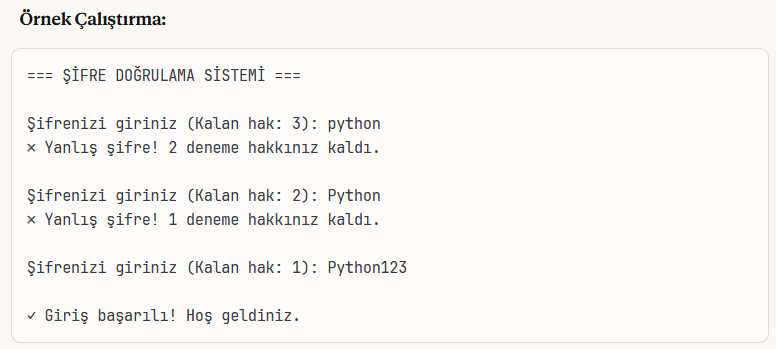 Örnek Çalıştırma:
=== ŞİFRE DOĞRULAMA SİSTEMİ ===
Şifrenizi giriniz (Kalan hak: 3): python
× Yanlış şifre! 2 deneme hakkınız kaldı.
Şifrenizi giriniz (Kalan hak: 2): Python
× Yanlış şifre! 1 deneme hakkınız kaldı.
Şifrenizi giriniz (Kalan hak: 1): Python123
✓ Giriş başarılı! Hoş geldiniz.